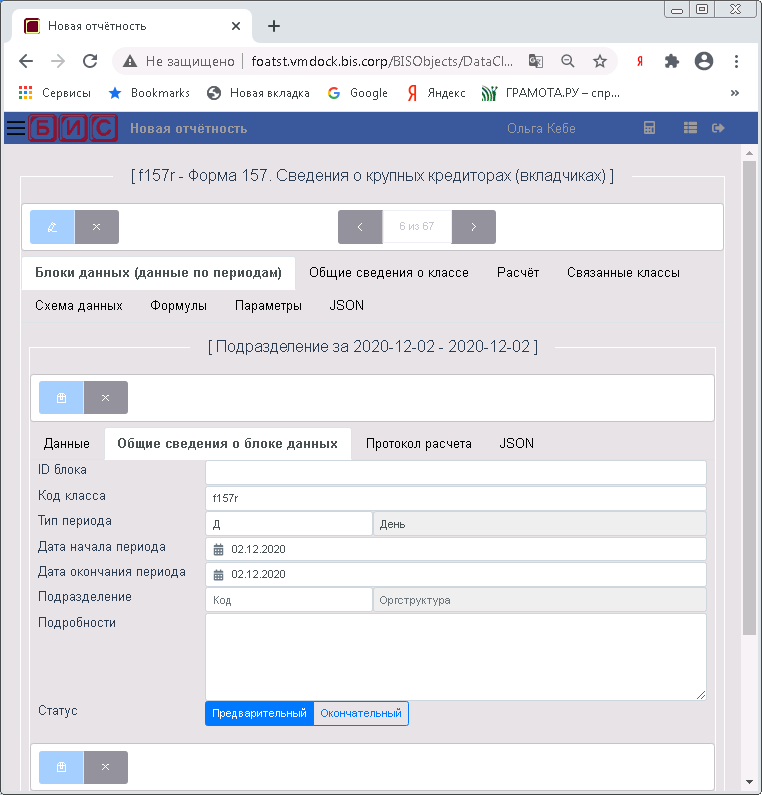 Новая отчётность
Не защищено | foatst.vmdock.bis.corp/BISObjects/DataCl...
Сервисы Bookmarks Новая вкладка Google Яндекс ГРАМОТА.РУ – спр... »
БИС Новая отчётность Ольга Кебе
[ f157r - Форма 157. Сведения о крупных кредиторах (вкладчиках) ]
6 из 67
Блоки данных (данные по периодам) Общие сведения о классе Расчёт Связанные классы
Схема данных Формулы Параметры JSON
[ Подразделение за 2020-12-02 - 2020-12-02 ]
Данные Общие сведения о блоке данных Протокол расчета JSON
ID блока
Код класса f157r
Тип периода Д День
Дата начала периода 02.12.2020
Дата окончания периода 02.12.2020
Подразделение Код Оргструктура
Подробности
Статус Предварительный Окончательный